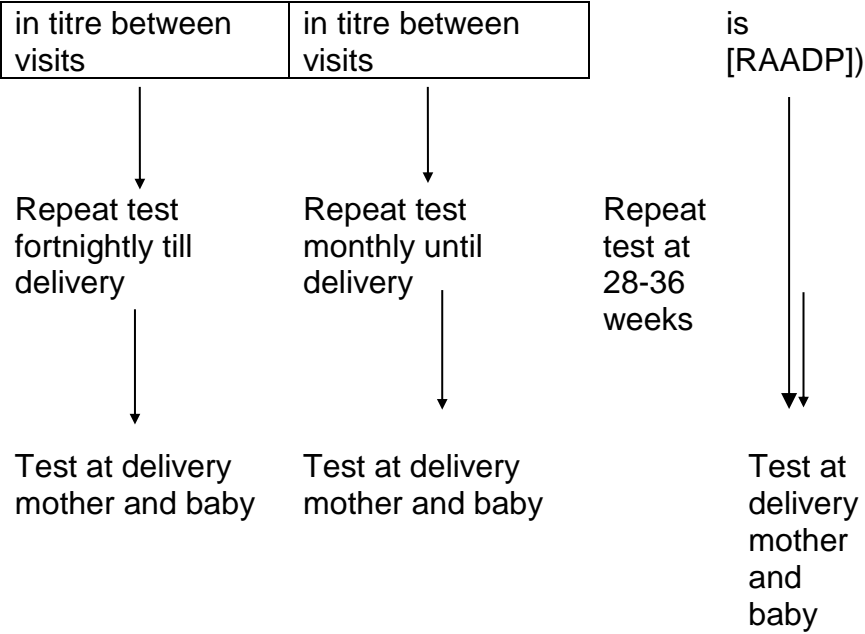 in titre between
visits
in titre between
visits
is
[RAADP])
Repeat test
fortnightly till
delivery
Repeat test
monthly until
delivery
Repeat
test at
28-36
weeks
Test at delivery
mother and baby
Test at delivery
mother and baby
Test at
delivery
mother
and
baby